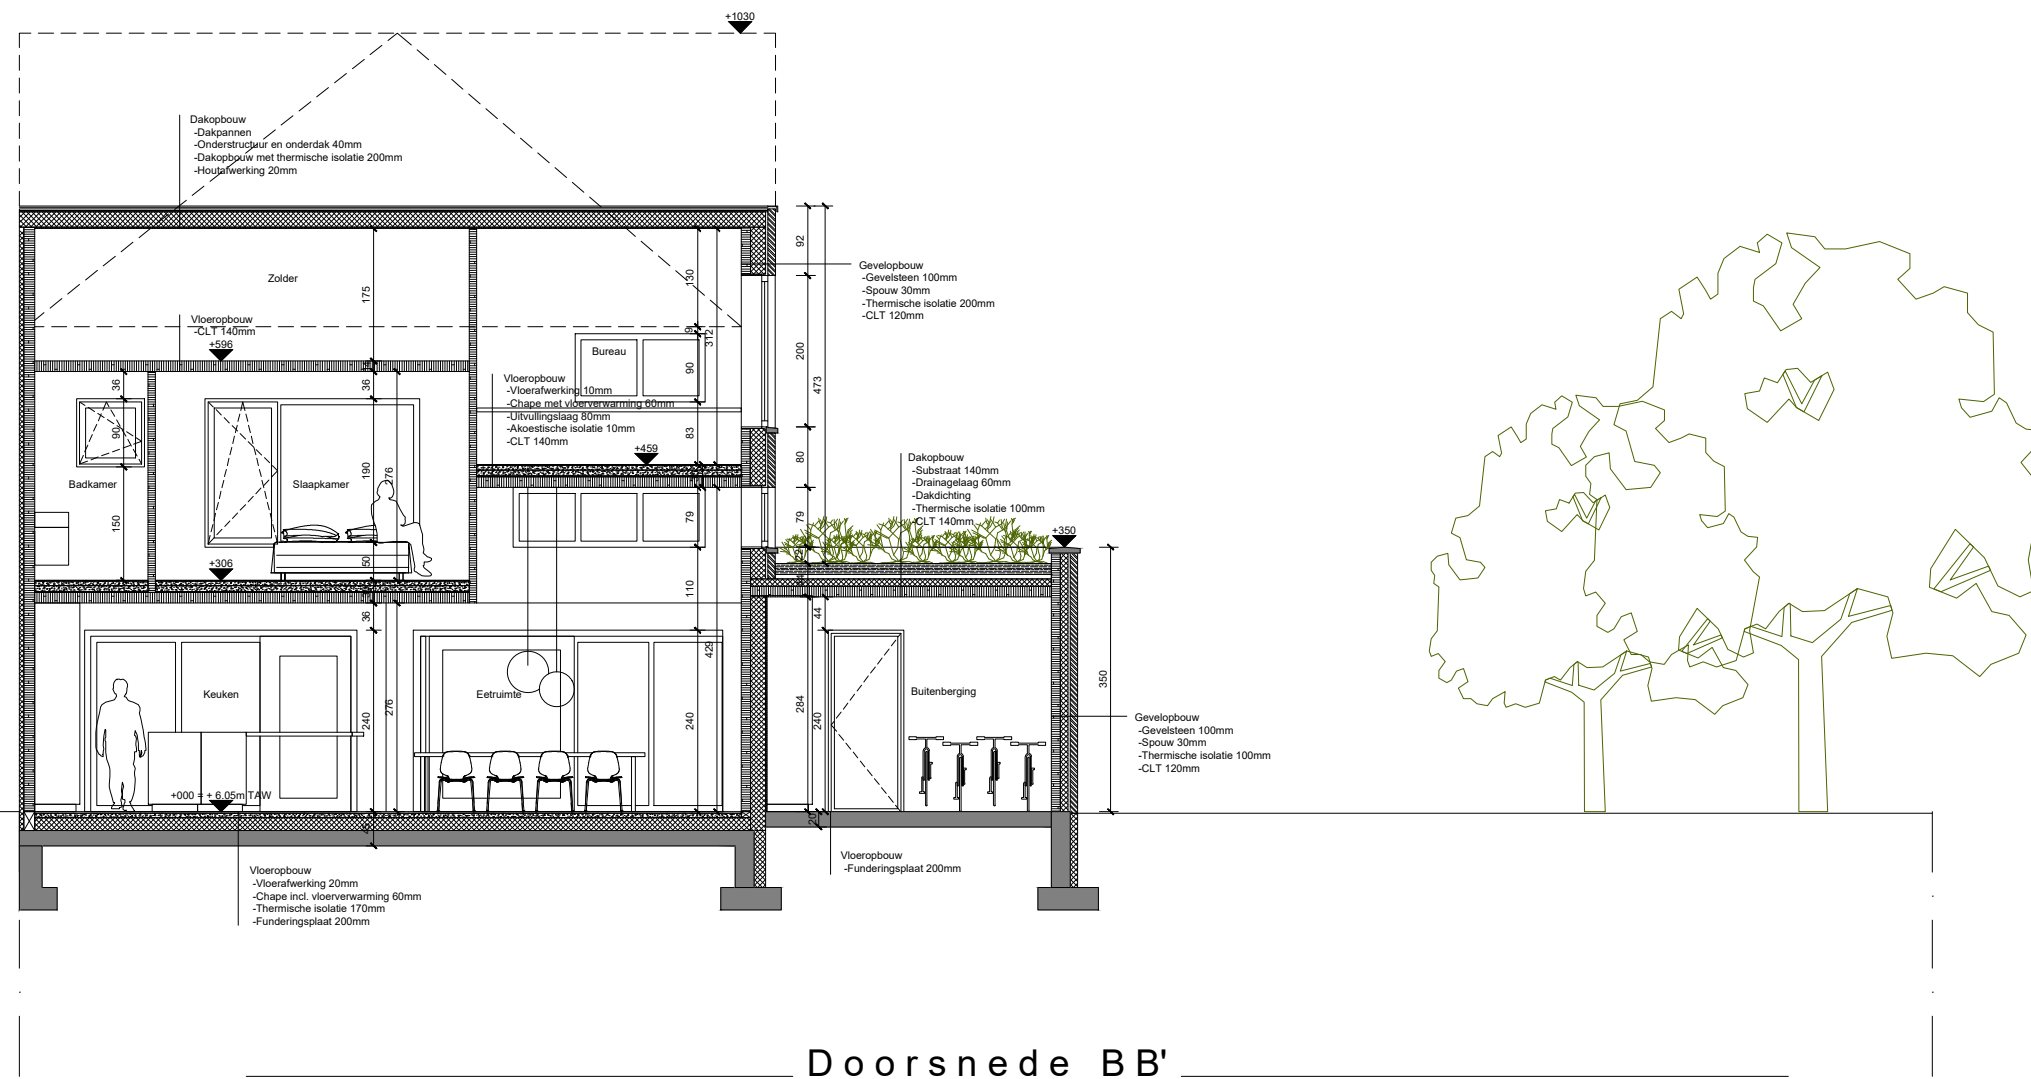 +1030
Dakopbouw
-Dakpannen
-Onderstructuur en onderdak 40mm
-Dakopbouw met thermische isolatie 200mm
-Houtafwerking 20mm
Zolder
175
130
92
Gevelopbouw
-Gevelsteen 100mm
-Spouw 30mm
-Thermische isolatie 200mm
-CLT 120mm
Vloeropbouw
-CLT 140mm
+596
9
312
200
473
Bureau
90
Vloeropbouw
-Vloerafwerking 10mm
-Chape met vloerverwarming 60mm
-Uitvullingslaag 80mm
-Akoestische isolatie 10mm
-CLT 140mm
36
36
83
+459
80
90
190
276
Badkamer
Slaapkamer
150
50
+306
79
79
Dakopbouw
-Substraat 140mm
-Drainagelaag 60mm
-Dakdichting
-Thermische isolatie 100mm
-CLT 140mm
+350
110
36
44
429
Keuken
Eetruimte
Buitenberging
240
276
240
284
240
350
Gevelopbouw
-Gevelsteen 100mm
-Spouw 30mm
-Thermische isolatie 100mm
-CLT 120mm
+000 = + 6.05m TAW
20
Vloeropbouw
-Funderingsplaat 200mm
Vloeropbouw
-Vloerafwerking 20mm
-Chape incl. vloerverwarming 60mm
-Thermische isolatie 170mm
-Funderingsplaat 200mm
Doorsnede BB'